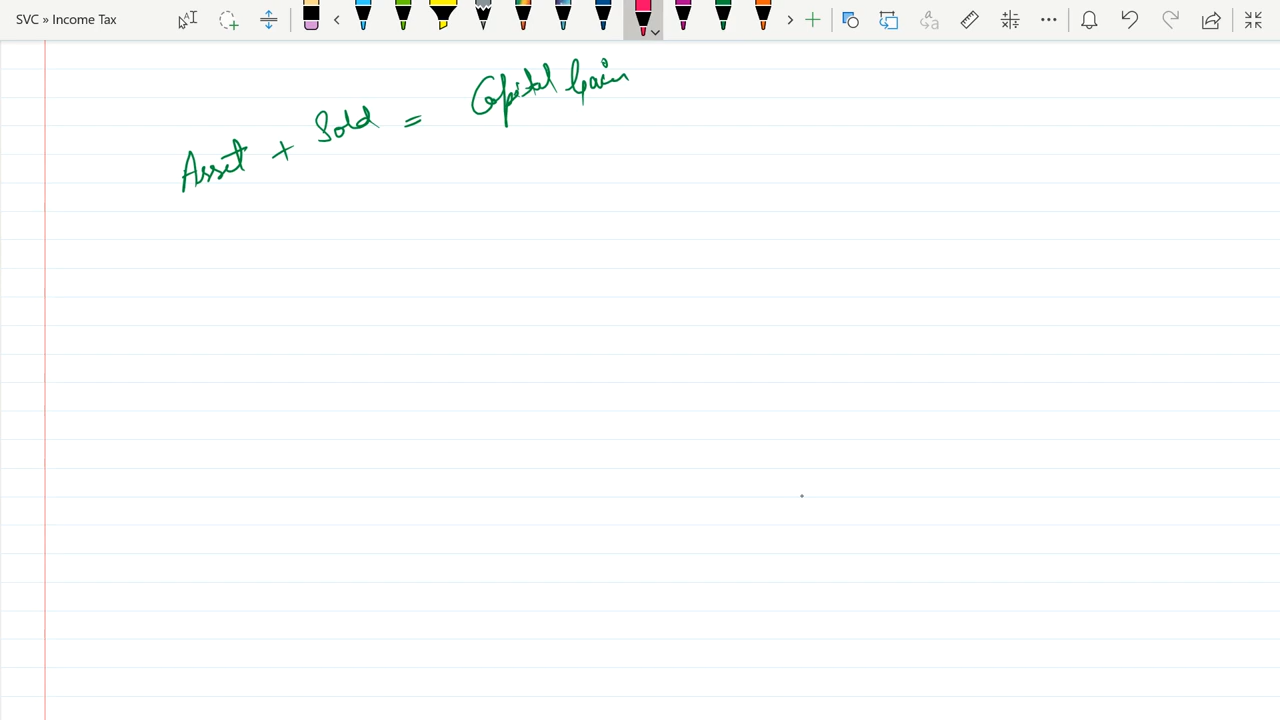 SVC » Income Tax
Asset + Sold = Capital Gain